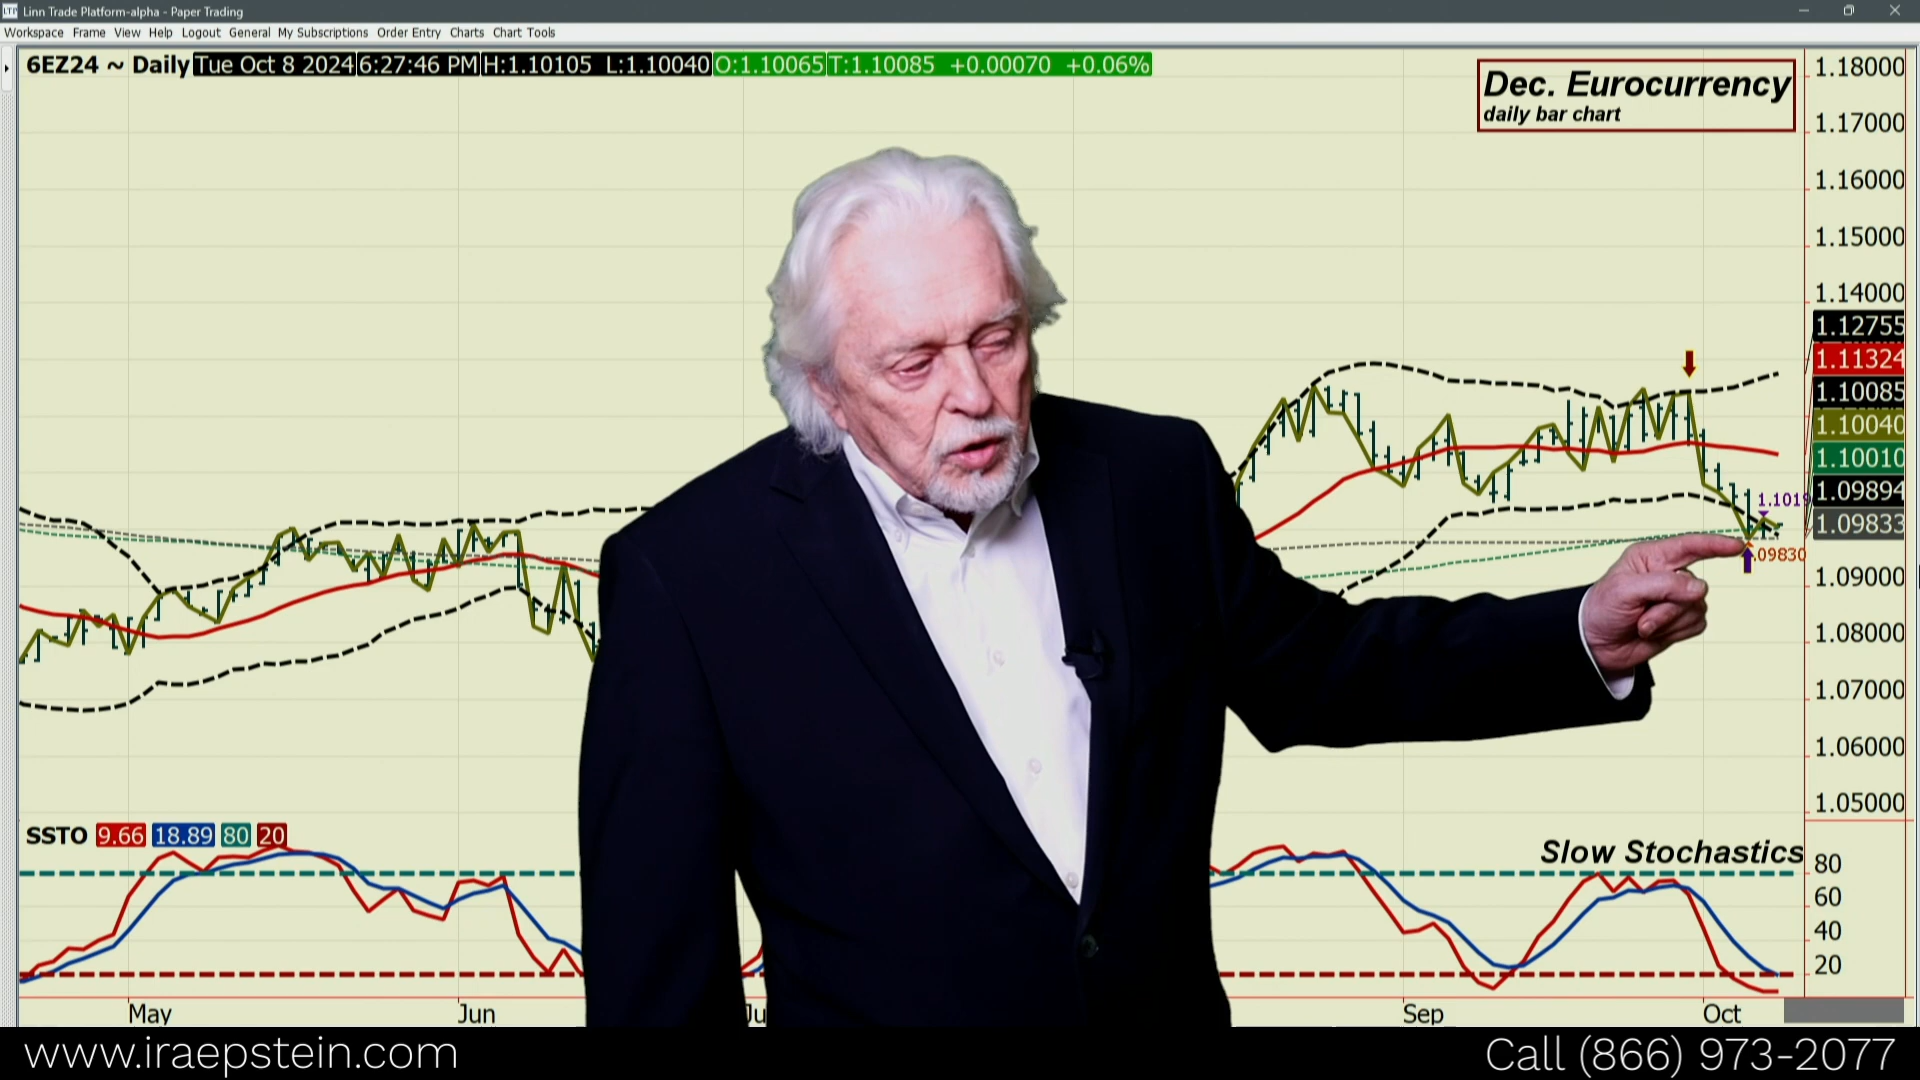 LTP Linn Trade Platform-alpha - Paper Trading
Workspace Frame View Help Logout General My Subscriptions Order Entry Charts Chart Tools
6EZ24 ~ Daily Tue Oct 8 2024 6:27:46 PM H:1.10105 L:1.10040 O:1.10065 T:1.10085 +0.00070 +0.06%
Dec. Eurocurrency
daily bar chart
1.18000
1.17000
1.16000
1.15000
1.14000
1.12755
1.11324
1.10085
1.10040
1.10010
1.09894
1.09833
1.1019
.09830
1.09000
1.08000
1.07000
1.06000
1.05000
SSTO 9.66 18.89 80 20
Slow Stochastics
80
60
40
20
May Jun Ju Sep Oct
www.iraepstein.com
Call (866) 973-2077